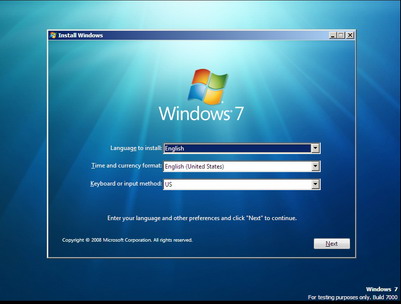 Install Windows
Windows 7
Language to install: English
Time and currency format: English (United States)
Keyboard or input method: US
Enter your language and other preferences and click "Next" to continue.
Copyright © 2008 Microsoft Corporation. All rights reserved.
Next
Windows 7
For testing purposes only. Build 7000